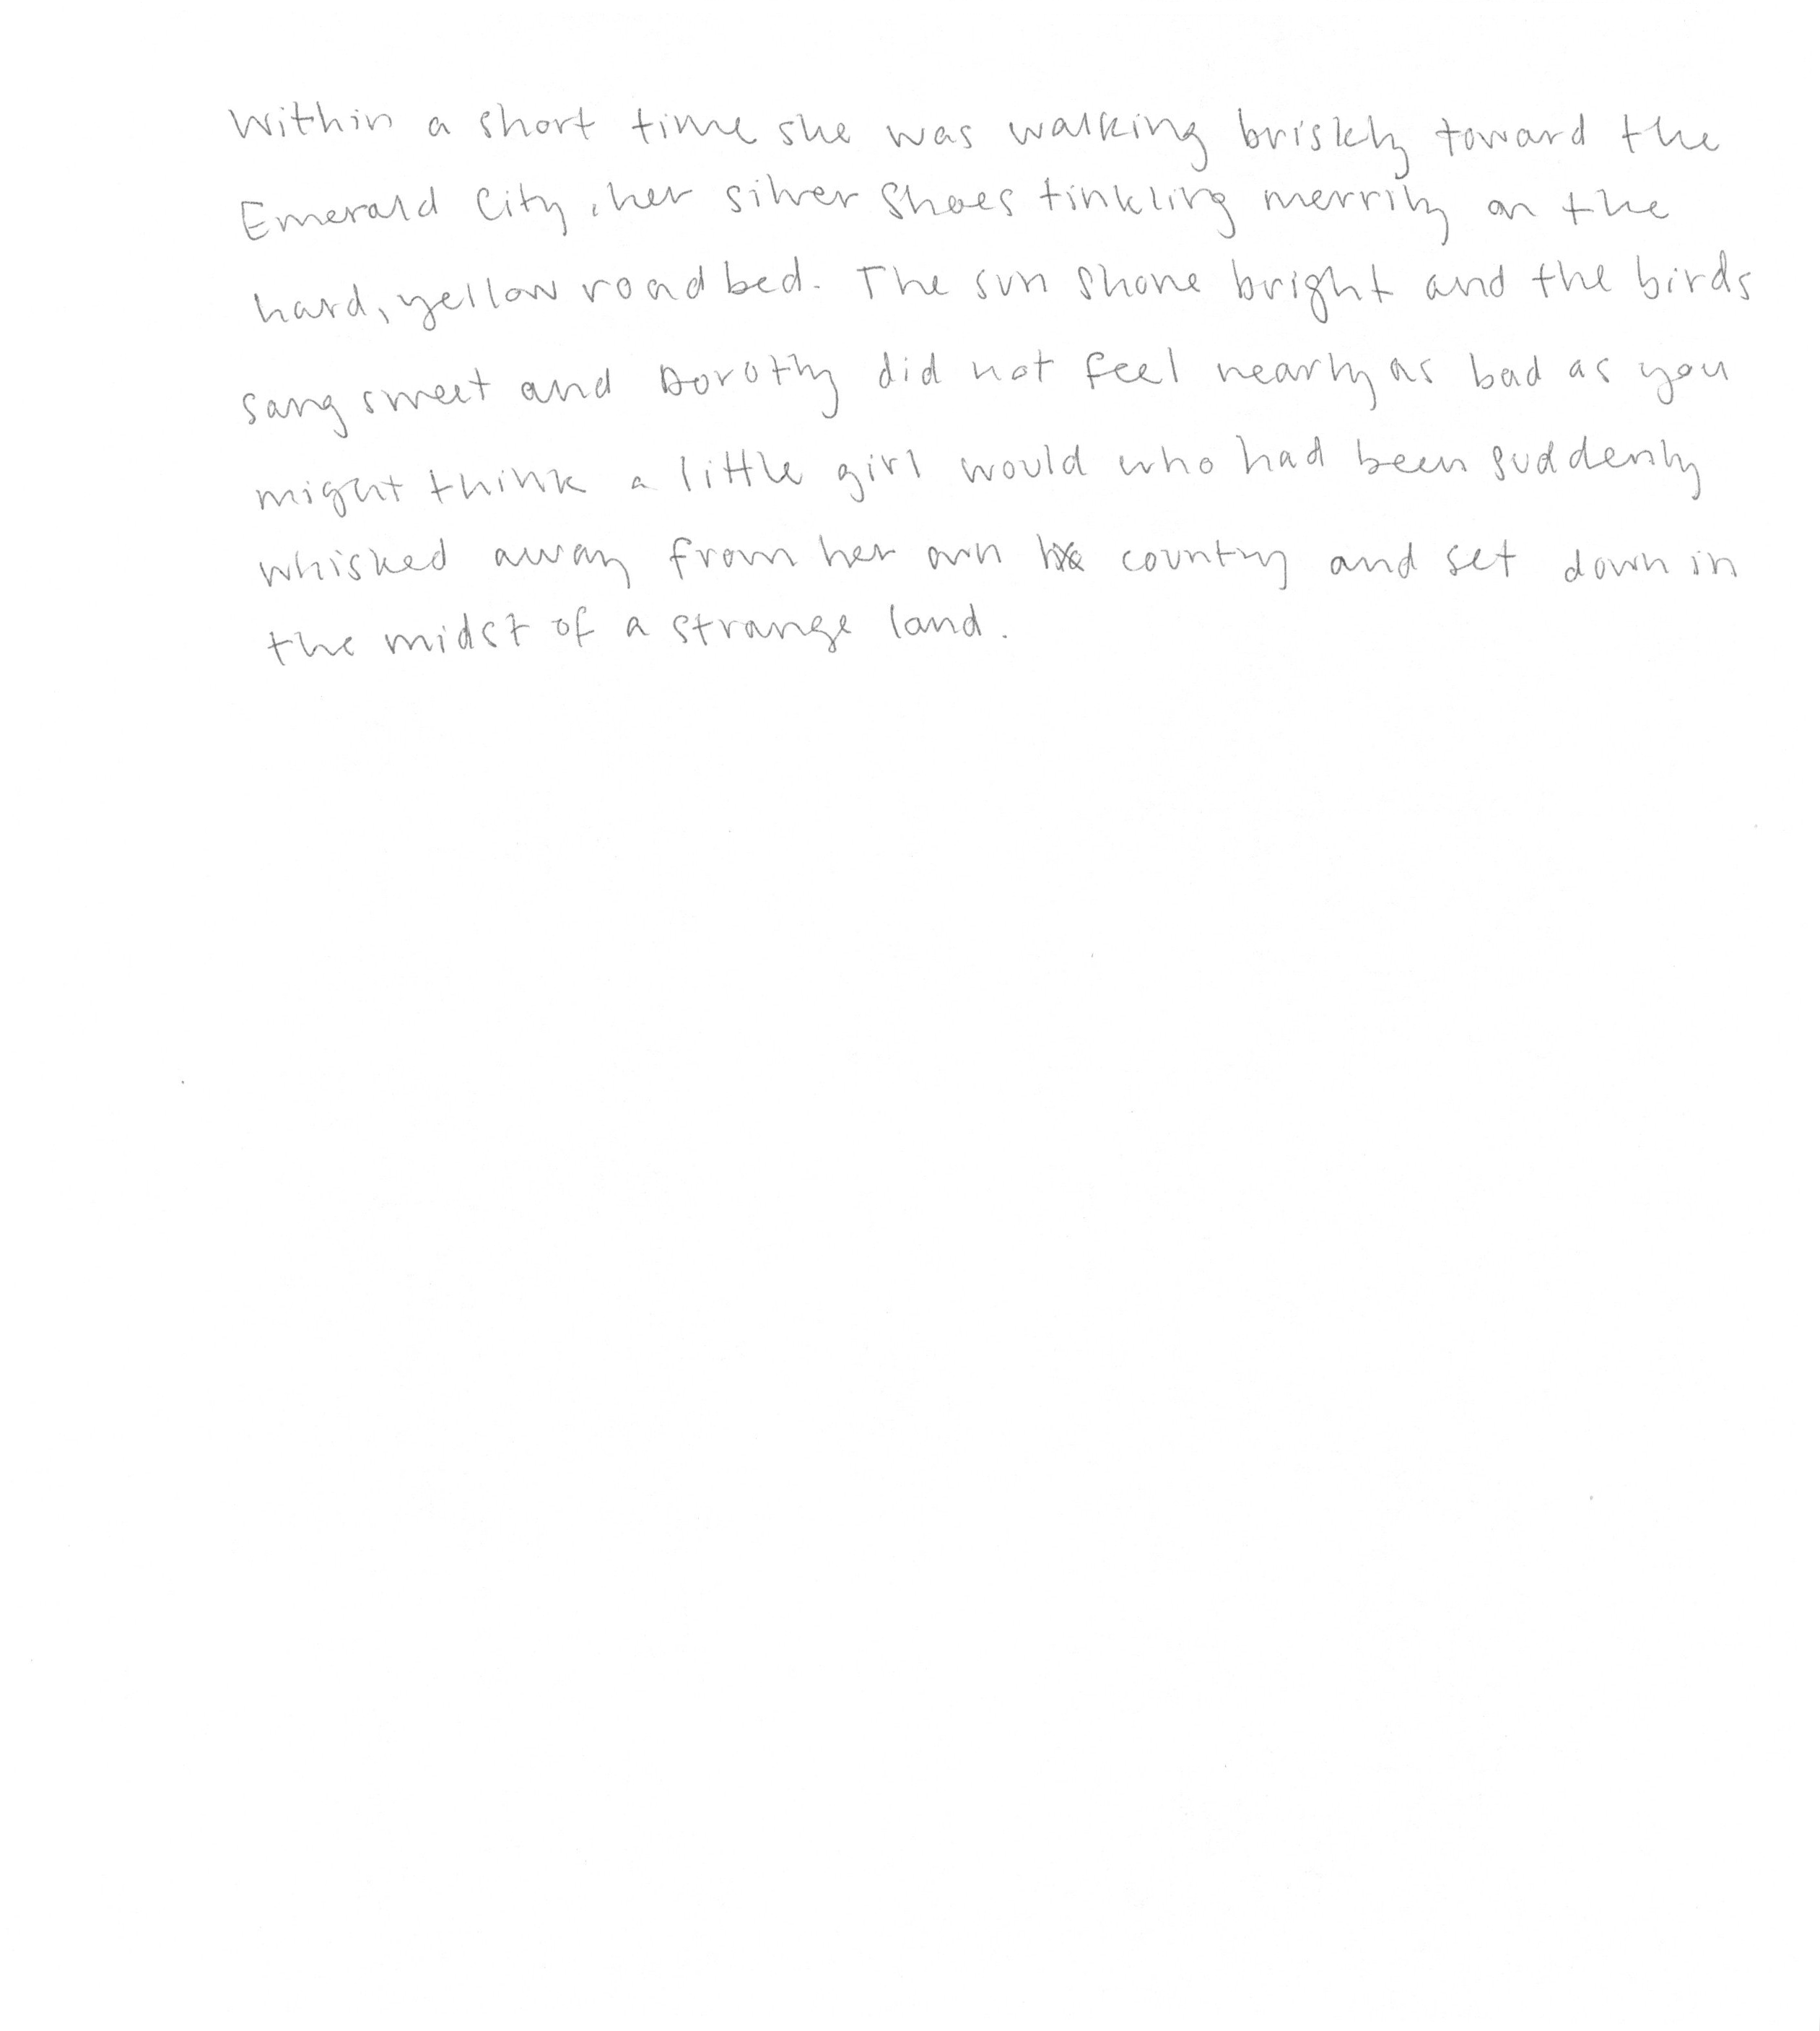 Within a short time she was walking briskly toward the
Emerald City, her silver shoes tinkling merrily on the
hard, yellow roadbed. The sun shone bright and the birds
sang sweet and Dorothy did not feel nearly as bad as you
might think a little girl would who had been suddenly
whisked away from her own country and set down in
the midst of a strange land.